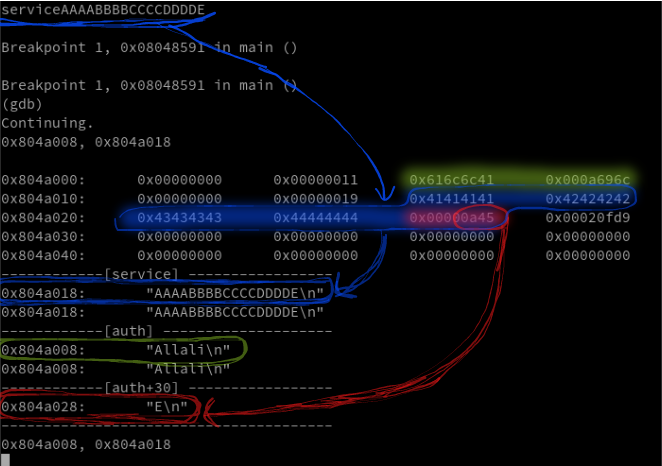 serviceAAAABBBBCCCCDDDDE
Breakpoint 1, 0x08048591 in main ()
Breakpoint 1, 0x08048591 in main ()
(gdb)
Continuing.
0x804a008, 0x804a018
0x804a000: 0x00000000 0x00000011 0x616c6c41 0x000a696c
0x804a010: 0x00000000 0x00000019 0x41414141 0x42424242
0x804a020: 0x43434343 0x44444444 0x00000a45 0x00020fd9
0x804a030: 0x00000000 0x00000000 0x00000000 0x00000000
0x804a040: 0x00000000 0x00000000 0x00000000 0x00000000
------------[service] -----------------
0x804a018: "AAAABBBBCCCCDDDDE\n"
0x804a018: "AAAABBBBCCCCDDDDE\n"
------------[auth] -----------------
0x804a008: "Allali\n"
0x804a008: "Allali\n"
------------[auth+30] -----------------
0x804a028: "E\n"
---------------------------------------
0x804a008, 0x804a018